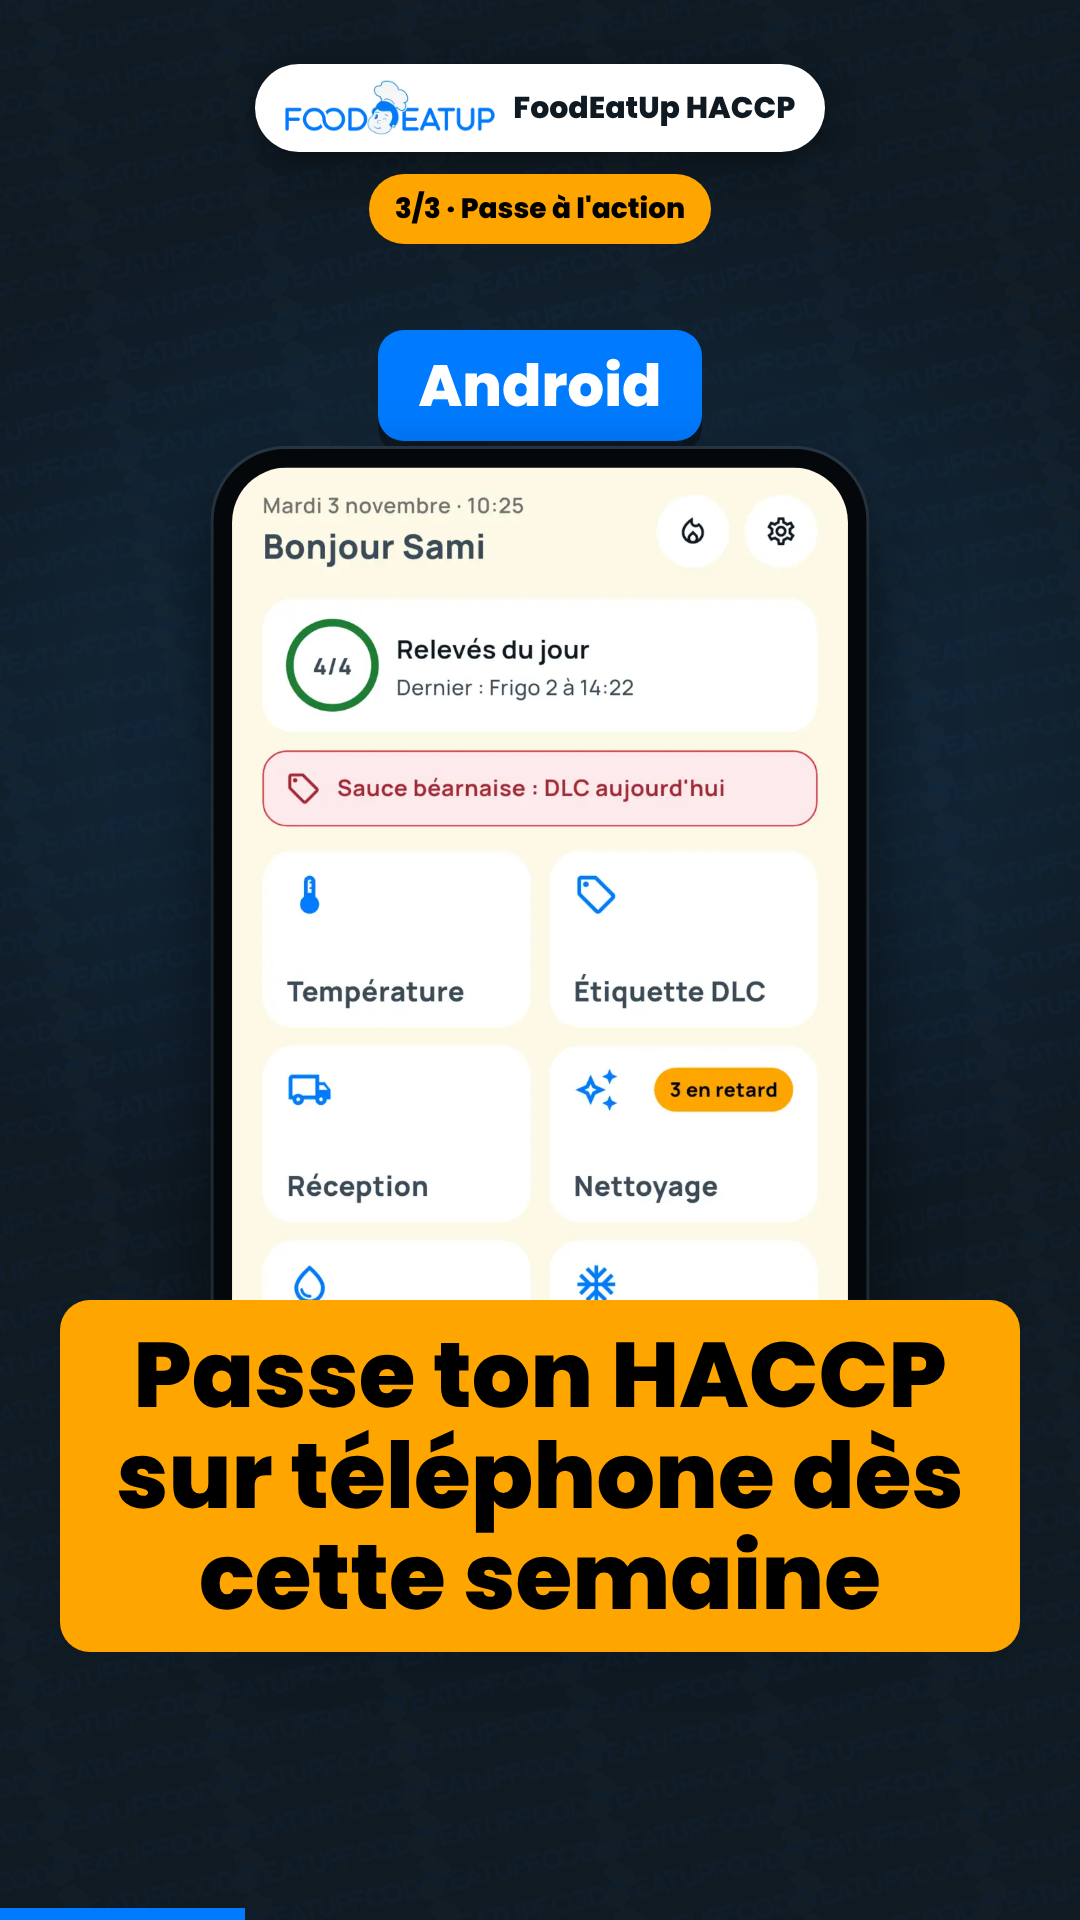 FOOD EATUP FoodEatUp HACCP
3/3 · Passe à l'action
Android
Mardi 3 novembre · 10:25
Bonjour Sami
4/4
Relevés du jour
Dernier : Frigo 2 à 14:22
Sauce béarnaise : DLC aujourd'hui
Température
Étiquette DLC
3 en retard
Réception
Nettoyage
Passe ton HACCP
sur téléphone dès
cette semaine